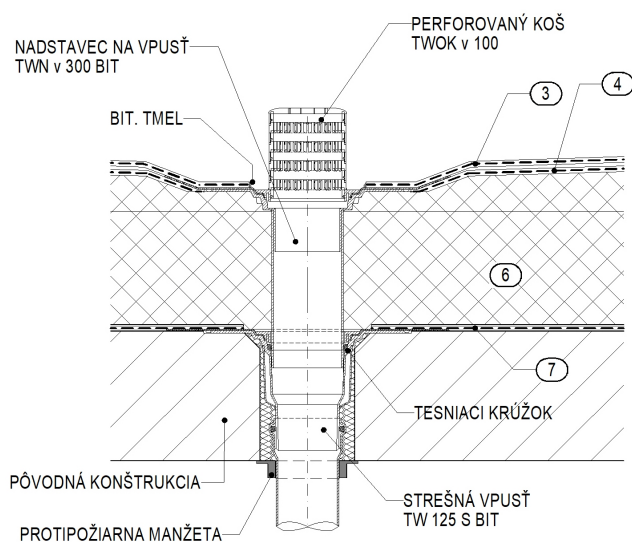 PERFOROVANÝ KOŠ
TWOK v 100
NADSTAVEC NA VPUSŤ
TWN v 300 BIT
3
4
BIT. TMEL
6
7
TESNIACI KRÚŽOK
PÔVODNÁ KONŠTRUKCIA
STREŠNÁ VPUSŤ
TW 125 S BIT
PROTIPOŽIARNA MANŽETA